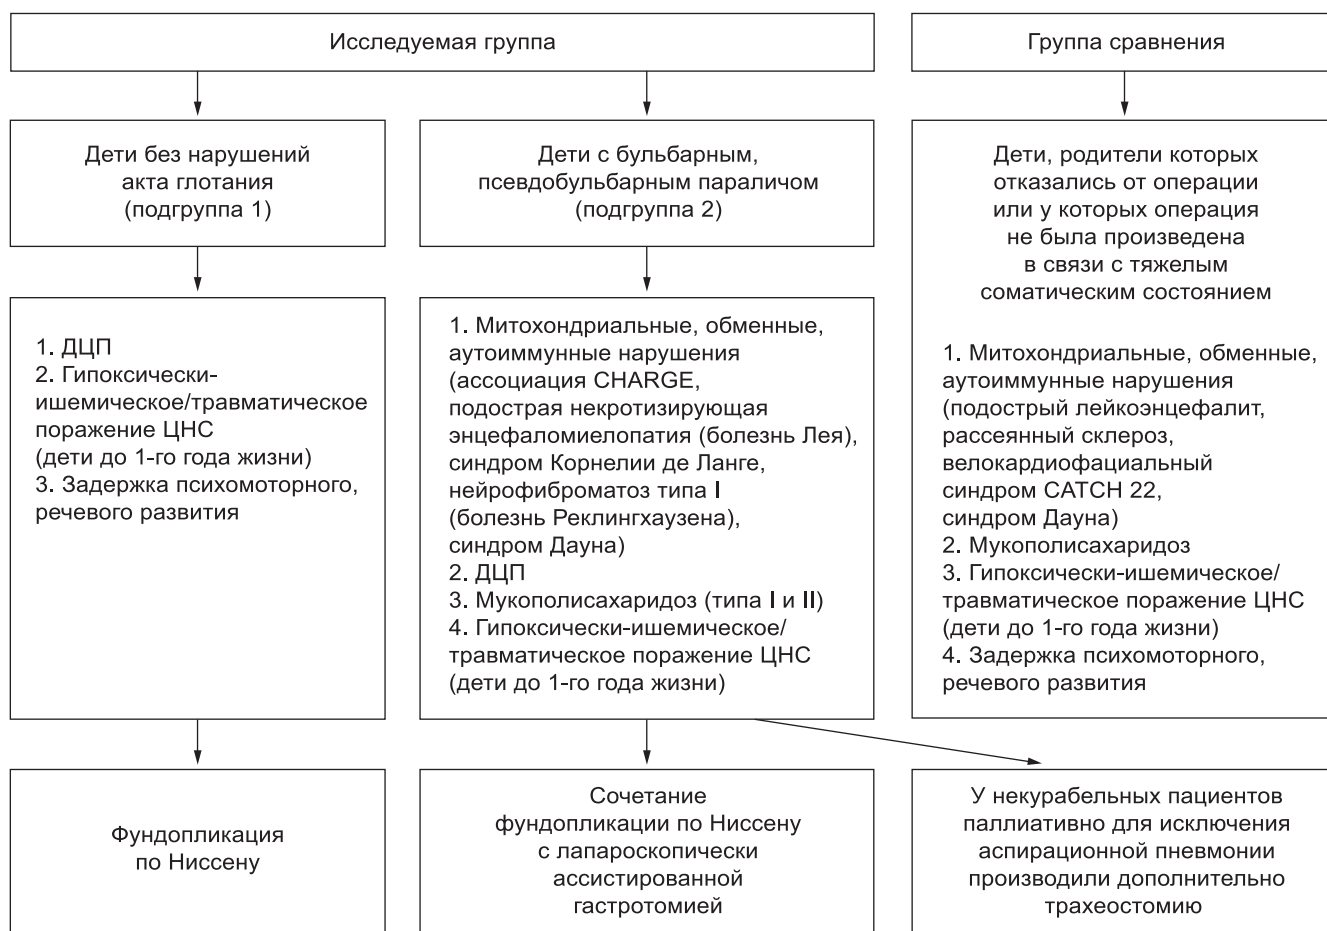 Исследуемая группа
Группа сравнения
Дети без нарушений
акта глотания
(подгруппа 1)
Дети с бульбарным,
псевдобульбарным параличом
(подгруппа 2)
Дети, родители которых
отказались от операции
или у которых операция
не была произведена
в связи с тяжелым
соматическим состоянием
1. Митохондриальные, обменные,
аутоиммунные нарушения
(подострый лейкоэнцефалит,
рассеянный склероз,
велокардиофациальный
синдром CATCH 22,
синдром Дауна)
2. Мукополисахаридоз
3. Гипоксически-ишемическое/
травматическое поражение ЦНС
(дети до 1-го года жизни)
4. Задержка психомоторного,
речевого развития
1. ДЦП
2. Гипоксически-
ишемическое/травматическое
поражение ЦНС
(дети до 1-го года жизни)
3. Задержка психомоторного,
речевого развития
1. Митохондриальные, обменные,
аутоиммунные нарушения
(ассоциация CHARGE,
подострая некротизирующая
энцефаломиелопатия (болезнь Лея),
синдром Корнелии де Ланге,
нейрофиброматоз типа I
(болезнь Реклингхаузена),
синдром Дауна)
2. ДЦП
3. Мукополисахаридоз (типа I и II)
4. Гипоксически-ишемическое/
травматическое поражение ЦНС
(дети до 1-го года жизни)
Фундопликация
по Ниссену
Сочетание
фундопликации по Ниссену
с лапароскопически
ассистированной
гастротомией
У некурабельных пациентов
паллиативно для исключения
аспирационной пневмонии
производили дополнительно
трахеостомию